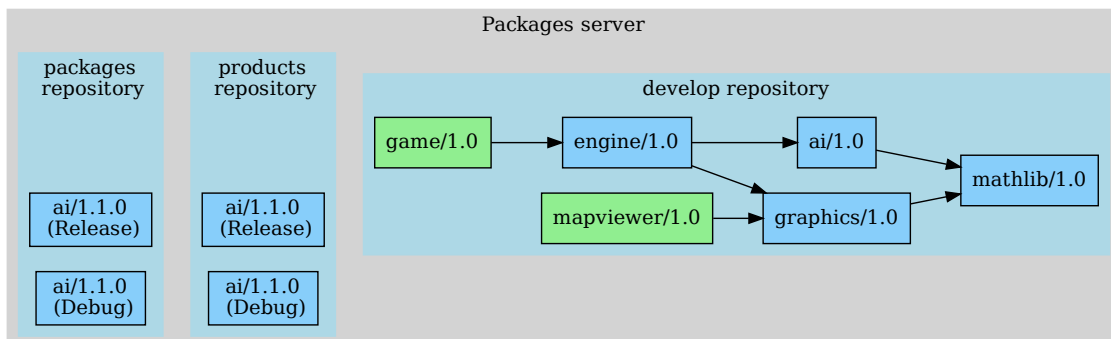 Packages server
packages
repository
ai/1.1.0
(Release)
ai/1.1.0
(Debug)
products
repository
ai/1.1.0
(Release)
ai/1.1.0
(Debug)
develop repository
game/1.0
engine/1.0
ai/1.0
mathlib/1.0
mapviewer/1.0
graphics/1.0